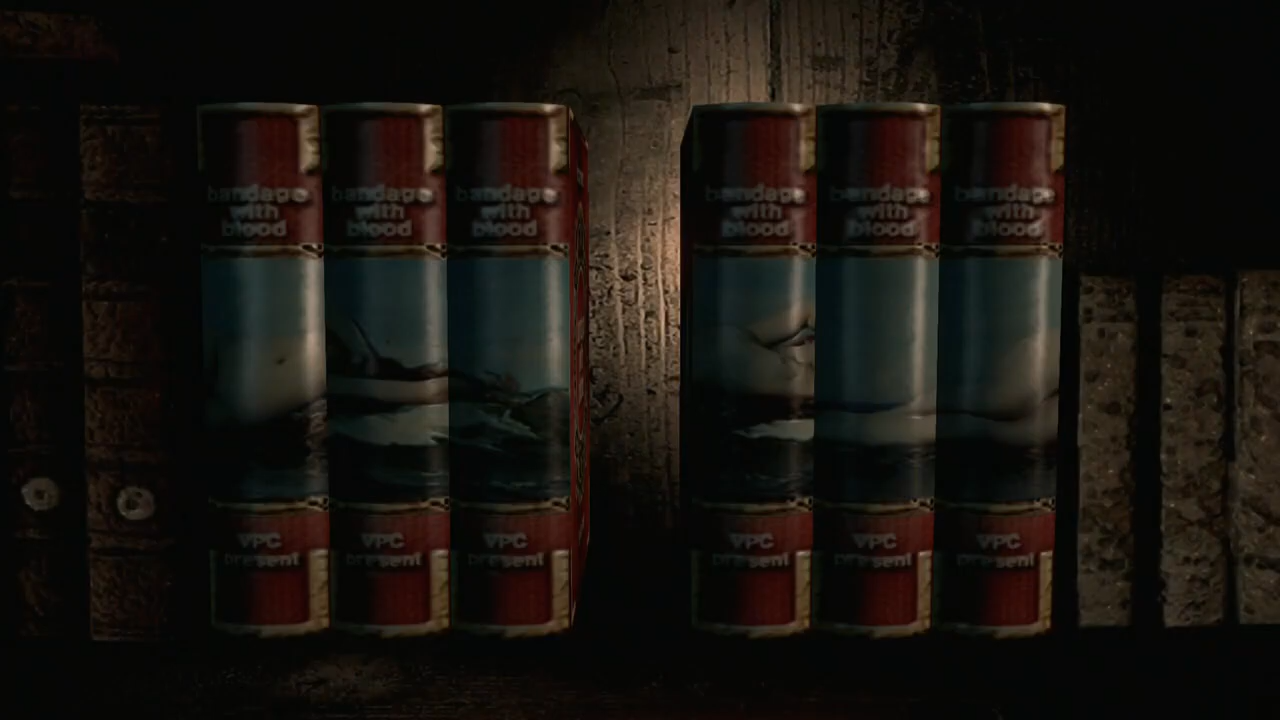 bandage
with
blood
bandage
with
blood
bandage
with
blood
bandage
with
blood
bandage
with
blood
bandage
with
blood
VPC
present
VPC
present
VPC
present
VPC
present
VPC
present
VPC
present